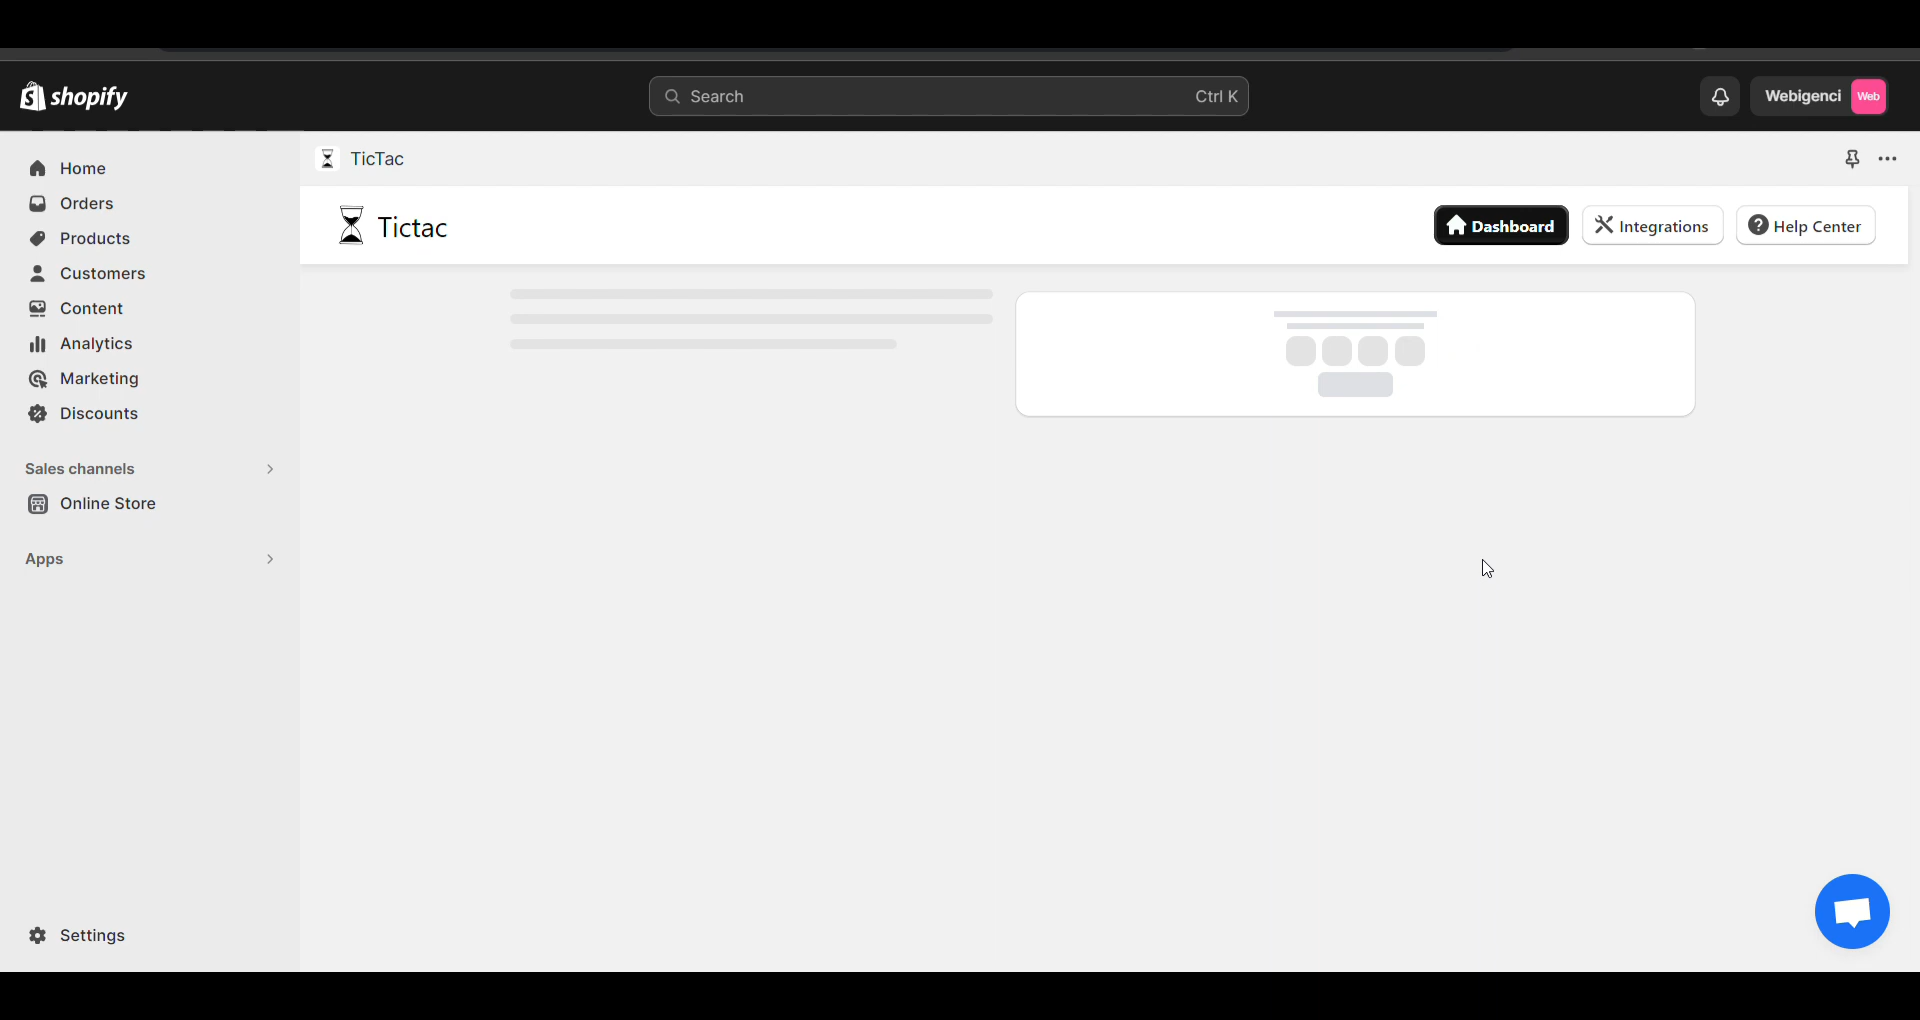 shopify
Search
Ctrl K
Webigenci
Web
Home
Orders
Products
Customers
Content
Analytics
Marketing
Discounts
Sales channels
Online Store
Apps
Settings
TicTac
Tictac
Dashboard
Integrations
Help Center